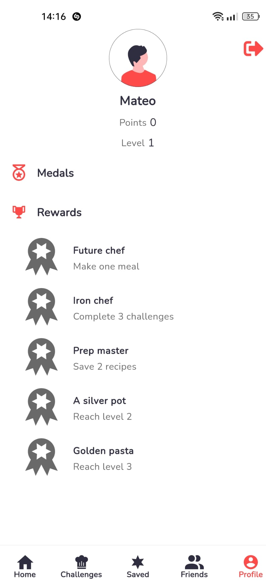 14:16
85
Mateo
Points 0
Level 1
Medals
Rewards
Future chef
Make one meal
Iron chef
Complete 3 challenges
Prep master
Save 2 recipes
A silver pot
Reach level 2
Golden pasta
Reach level 3
Home Challenges Saved Friends Profile